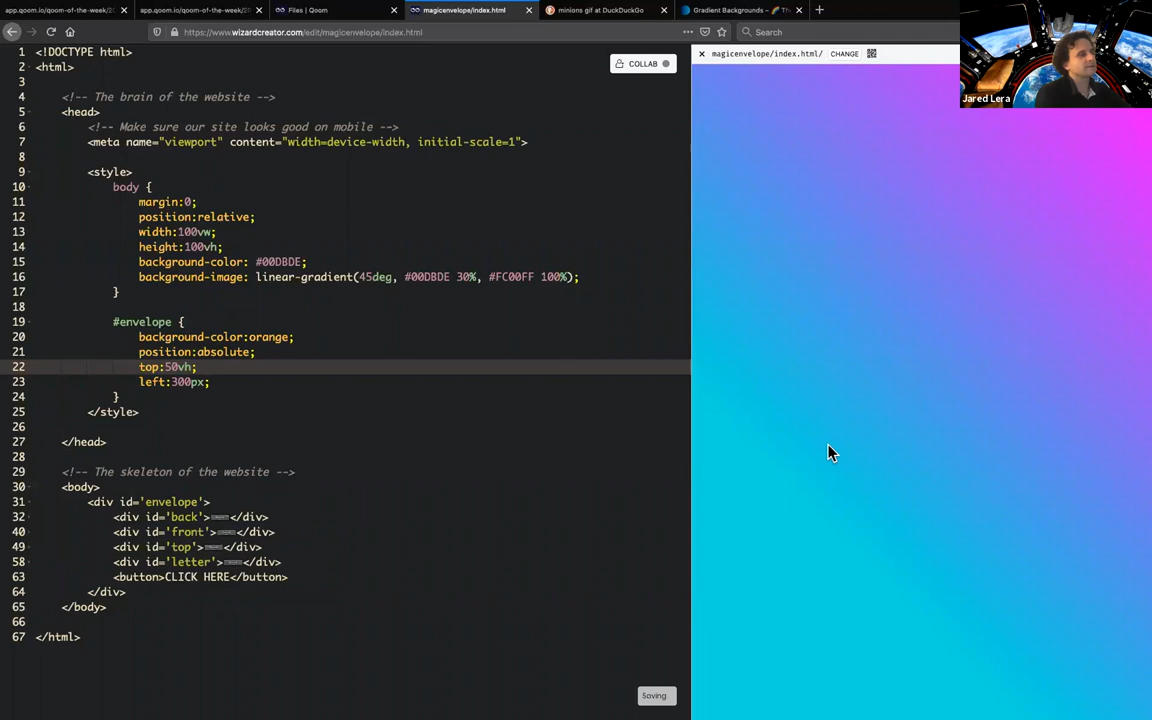 app.qoom.io/qoom-of-the-week/2
app.qoom.io/qoom-of-the-week/2
Files | Qoom
magicenvelope/index.html
minions gif at DuckDuckGo
Gradient Backgrounds –
https://www.wizardcreator.com/edit/magicenvelope/index.html
Search
1 <!DOCTYPE html>
2 <html>
3
4 <!-- The brain of the website -->
5 <head>
6 <!-- Make sure our site looks good on mobile -->
7 <meta name="viewport" content="width=device-width, initial-scale=1">
8
9 <style>
10 body {
11 margin:0;
12 position:relative;
13 width:100vw;
14 height:100vh;
15 background-color: #00DBDE;
16 background-image: linear-gradient(45deg, #00DBDE 30%, #FC00FF 100%);
17 }
18
19 #envelope {
20 background-color:orange;
21 position:absolute;
22 top:50vh;
23 left:300px;
24 }
25 </style>
26
27 </head>
28
29 <!-- The skeleton of the website -->
30 <body>
31 <div id='envelope'>
32 <div id='back'></div>
40 <div id='front'></div>
49 <div id='top'></div>
58 <div id='letter'></div>
63 <button>CLICK HERE</button>
64 </div>
65 </body>
66
67 </html>
COLLAB
Saving
magicenvelope/index.html/ CHANGE
Jared Lera